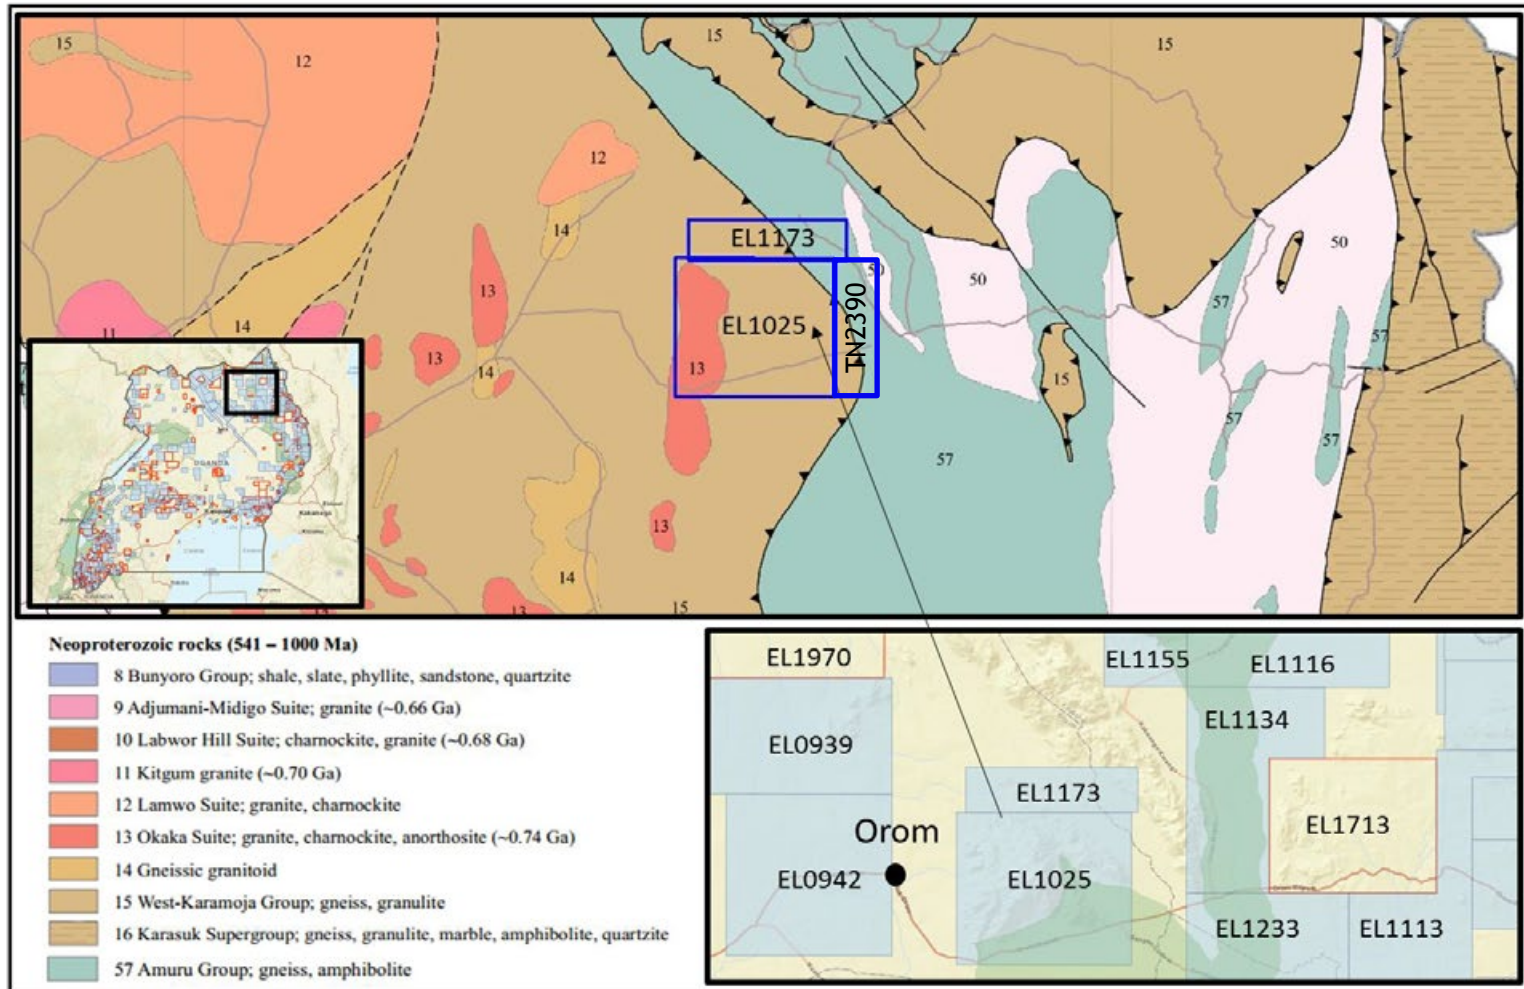 15
12
15
15
12
14
EL1173
50
50
50
13
13
EL1025
TN2390
57
11
14
13
14
13
15
57
57
57
57
13
14
13
15
UGANDA
Neoproterozoic rocks (541 – 1000 Ma)
8 Bunyoro Group; shale, slate, phyllite, sandstone, quartzite
9 Adjumani-Midigo Suite; granite (~0.66 Ga)
10 Labwor Hill Suite; charnockite, granite (~0.68 Ga)
11 Kitgum granite (~0.70 Ga)
12 Lamwo Suite; granite, charnockite
13 Okaka Suite; granite, charnockite, anorthosite (~0.74 Ga)
14 Gneissic granitoid
15 West-Karamoja Group; gneiss, granulite
16 Karasuk Supergroup; gneiss, granulite, marble, amphibolite, quartzite
57 Amuru Group; gneiss, amphibolite
EL1970
EL1155
EL1116
EL1134
EL0939
EL1173
EL1713
Orom
EL0942
EL1025
EL1233
EL1113